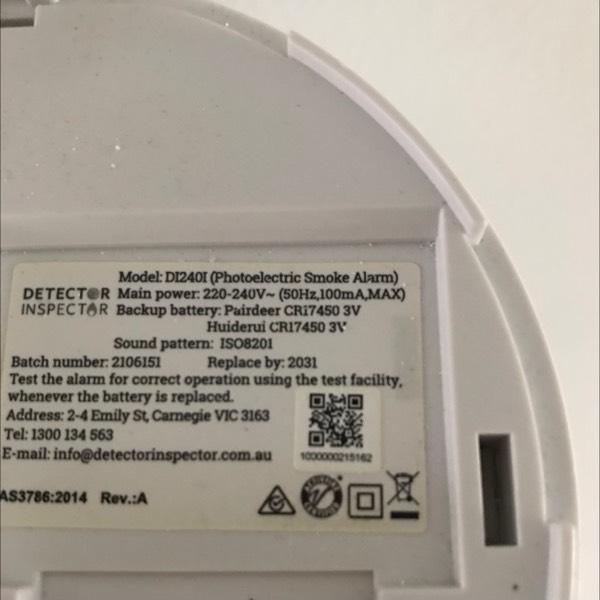 Model: DI240I (Photoelectric Smoke Alarm)
DETECTOR Main power: 220-240V~ (50Hz,100mA,MAX)
INSPECTOR Backup battery: Pairdeer CR17450 3V
Huiderui CR17450 3V
Sound pattern: ISO8201
Batch number: 2106151 Replace by: 2031
Test the alarm for correct operation using the test facility,
whenever the battery is replaced.
Address: 2-4 Emily St, Carnegie VIC 3163
Tel: 1300 134 563
E-mail: info@detectorinspector.com.au
1000000215162
AS3786:2014 Rev.:A